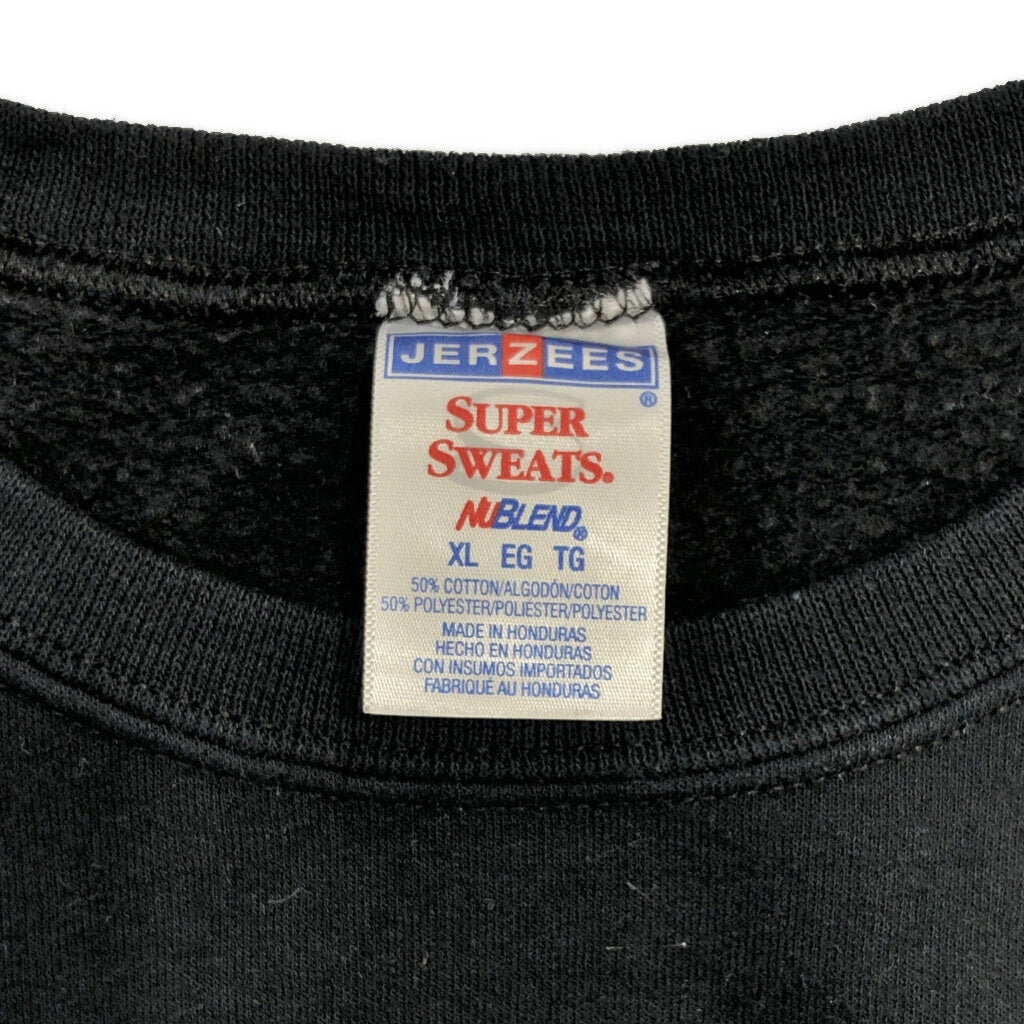 JERZEES
®
SUPER
SWEATS.
NUBLEND®
XL EG TG
50% COTTON/ALGODÓN/COTON
50% POLYESTER/POLIÉSTER/POLYESTER
MADE IN HONDURAS
HECHO EN HONDURAS
CON INSUMOS IMPORTADOS
FABRIQUÉ AU HONDURAS